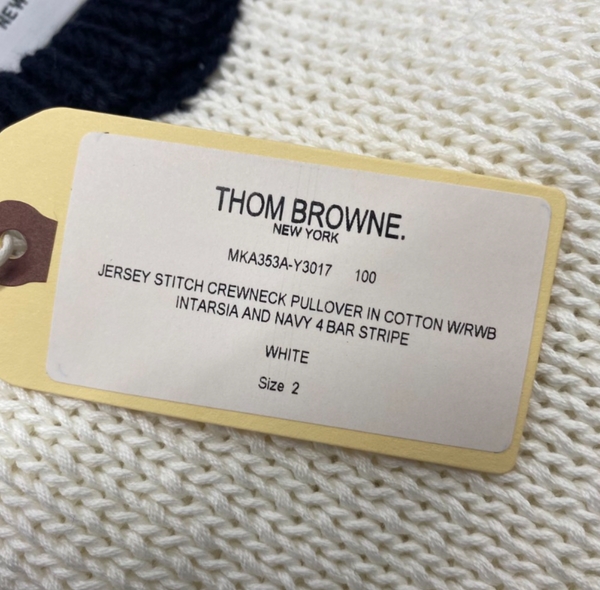 NEW
THOM BROWNE.
NEW YORK
MKA353A-Y3017 100
JERSEY STITCH CREWNECK PULLOVER IN COTTON W/RWB
INTARSIA AND NAVY 4 BAR STRIPE
WHITE
Size 2